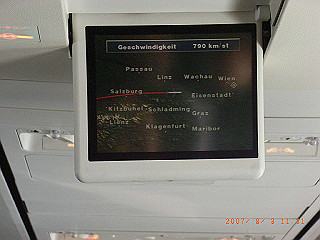 Geschwindigkeit 790 km/st
Passau
Linz Wachau Wien
Salzburg Eisenstadt
Kitzbühel Schladming Graz
Lienz Klagenfurt Maribor